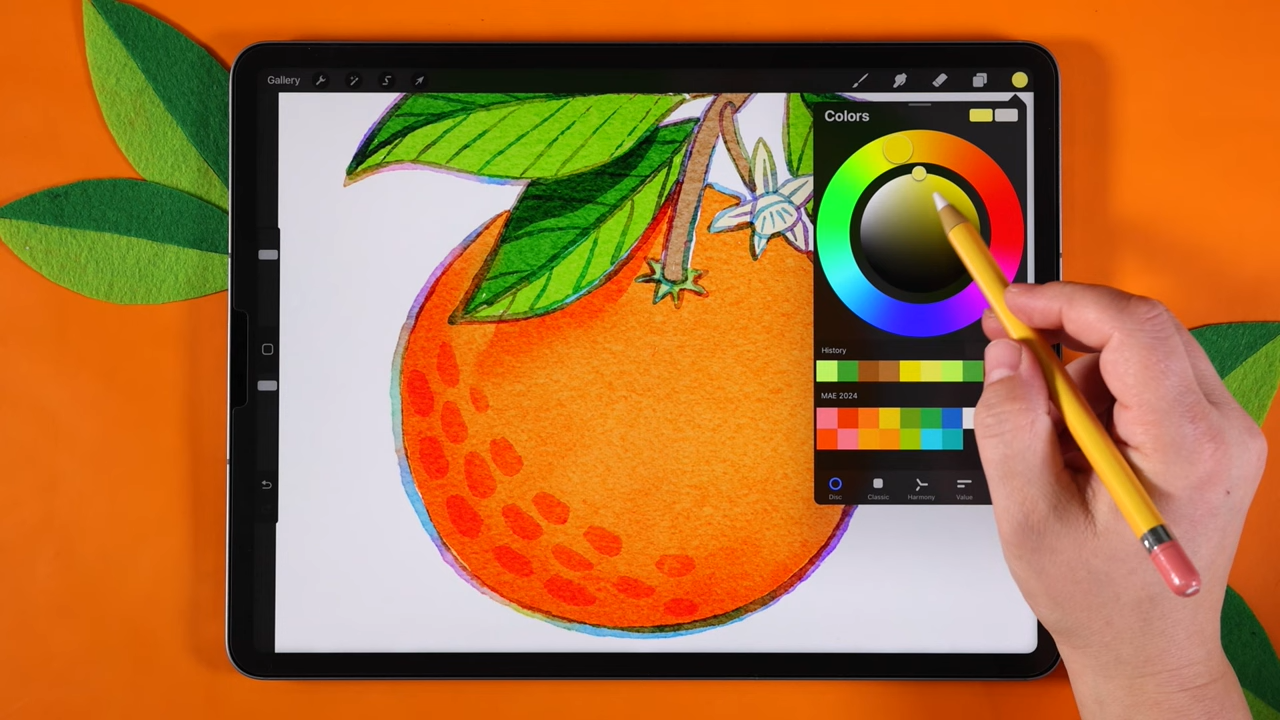 Gallery
Colors
History
MAE 2024
Disc
Classic
Harmony
Value